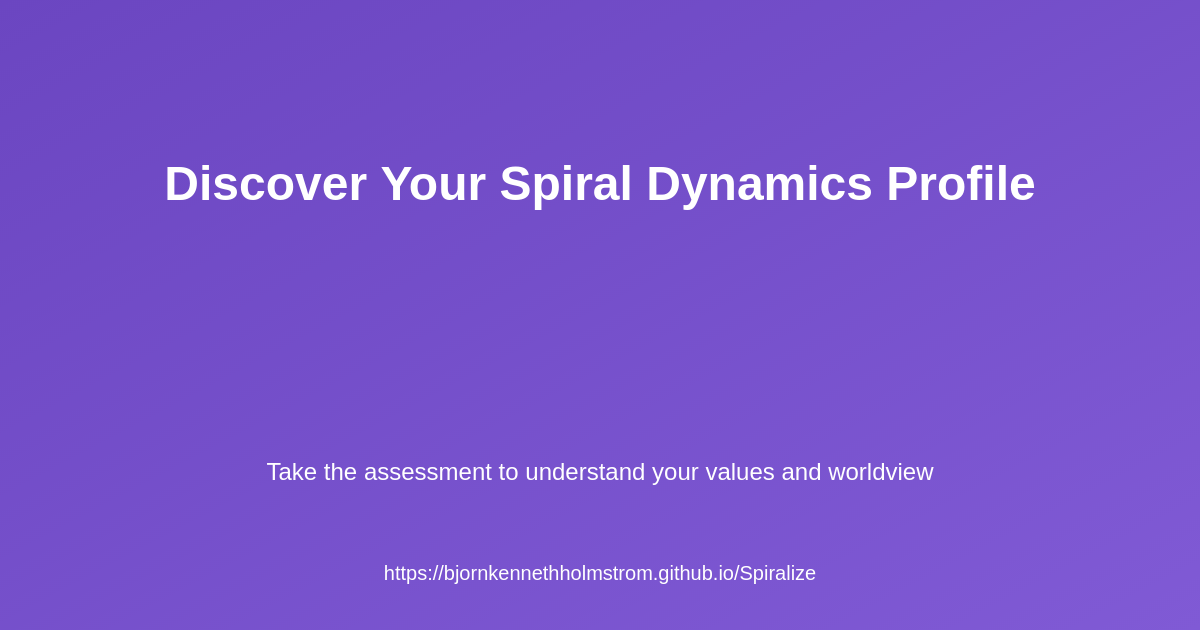 Discover Your Spiral Dynamics Profile
Take the assessment to understand your values and worldview
https://bjornkennethholmstrom.github.io/Spiralize